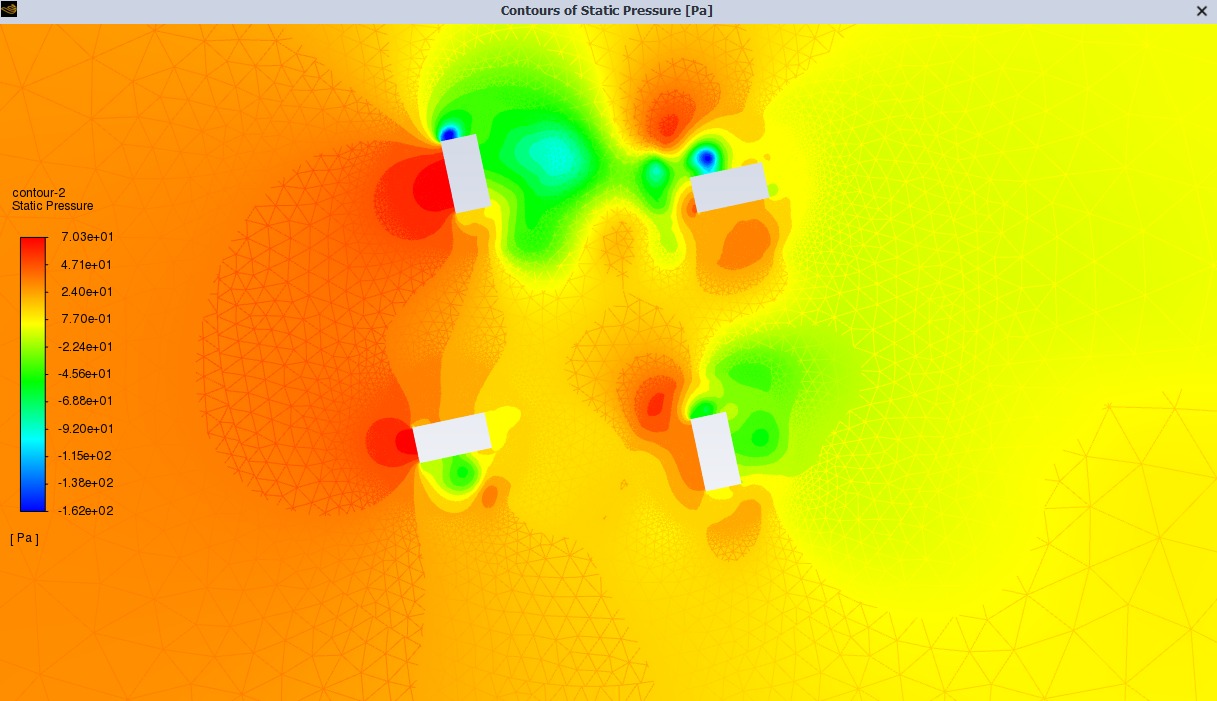 Contours of Static Pressure [Pa]
contour-2
Static Pressure
7.03e+01
4.71e+01
2.40e+01
7.70e-01
-2.24e+01
-4.56e+01
-6.88e+01
-9.20e+01
-1.15e+02
-1.38e+02
-1.62e+02
[ Pa ]